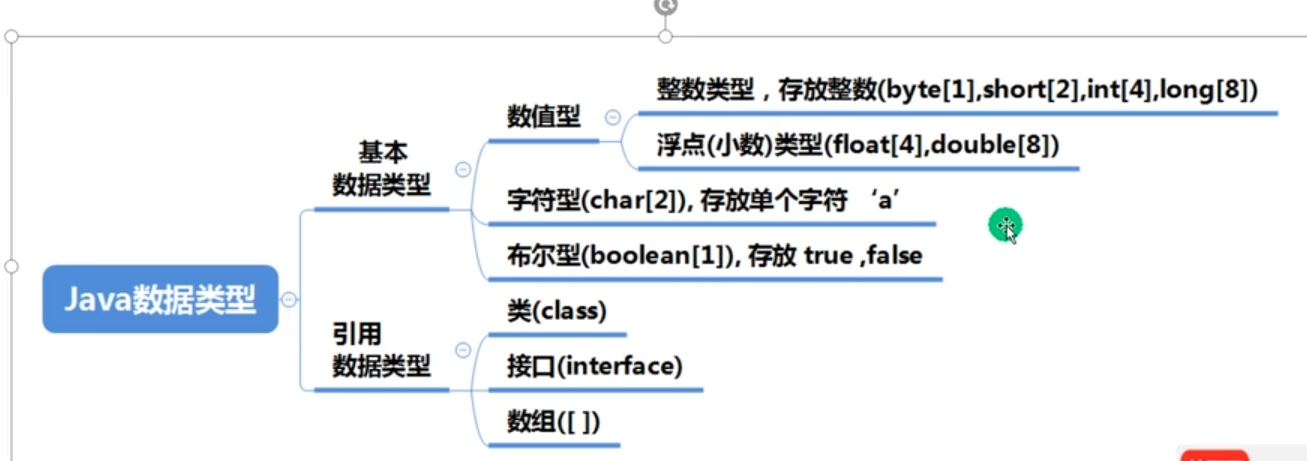 整数类型，存放整数(byte[1],short[2],int[4],long[8])
数值型
浮点(小数)类型(float[4],double[8])
基本
数据类型
字符型(char[2]), 存放单个字符 ‘a’
布尔型(boolean[1]), 存放 true ,false
Java数据类型
类(class)
引用
数据类型
接口(interface)
数组([ ])